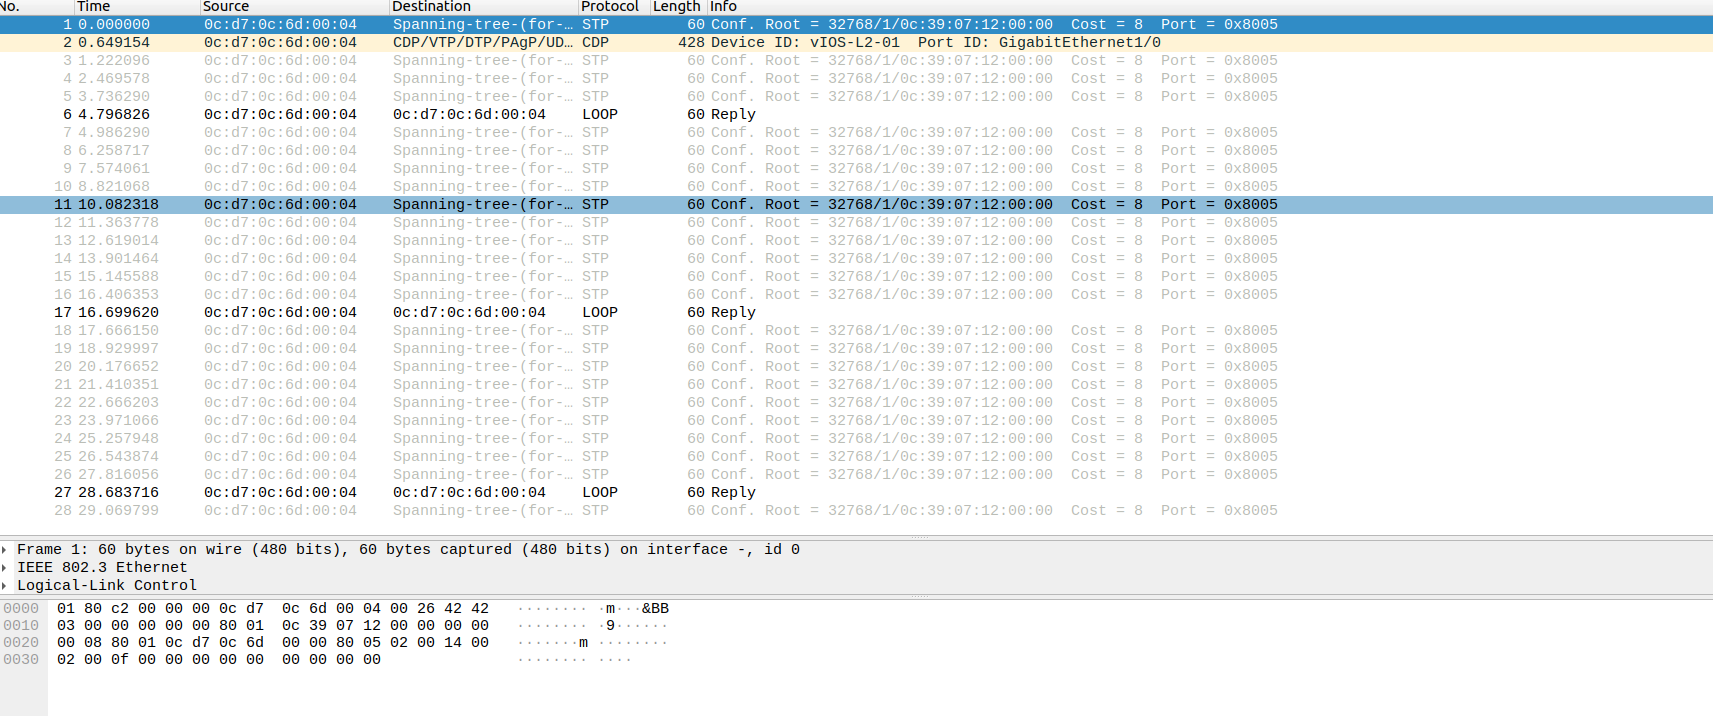 No. Time Source Destination Protocol Length Info
1 0.000000 0c:d7:0c:6d:00:04 Spanning-tree-(for-… STP 60 Conf. Root = 32768/1/0c:39:07:12:00:00 Cost = 8 Port = 0x8005
2 0.649154 0c:d7:0c:6d:00:04 CDP/VTP/DTP/PAgP/UD… CDP 428 Device ID: vIOS-L2-01 Port ID: GigabitEthernet1/0
3 1.222096 0c:d7:0c:6d:00:04 Spanning-tree-(for-… STP 60 Conf. Root = 32768/1/0c:39:07:12:00:00 Cost = 8 Port = 0x8005
4 2.469578 0c:d7:0c:6d:00:04 Spanning-tree-(for-… STP 60 Conf. Root = 32768/1/0c:39:07:12:00:00 Cost = 8 Port = 0x8005
5 3.736290 0c:d7:0c:6d:00:04 Spanning-tree-(for-… STP 60 Conf. Root = 32768/1/0c:39:07:12:00:00 Cost = 8 Port = 0x8005
6 4.796826 0c:d7:0c:6d:00:04 0c:d7:0c:6d:00:04 LOOP 60 Reply
7 4.986290 0c:d7:0c:6d:00:04 Spanning-tree-(for-… STP 60 Conf. Root = 32768/1/0c:39:07:12:00:00 Cost = 8 Port = 0x8005
8 6.258717 0c:d7:0c:6d:00:04 Spanning-tree-(for-… STP 60 Conf. Root = 32768/1/0c:39:07:12:00:00 Cost = 8 Port = 0x8005
9 7.574061 0c:d7:0c:6d:00:04 Spanning-tree-(for-… STP 60 Conf. Root = 32768/1/0c:39:07:12:00:00 Cost = 8 Port = 0x8005
10 8.821068 0c:d7:0c:6d:00:04 Spanning-tree-(for-… STP 60 Conf. Root = 32768/1/0c:39:07:12:00:00 Cost = 8 Port = 0x8005
11 10.082318 0c:d7:0c:6d:00:04 Spanning-tree-(for-… STP 60 Conf. Root = 32768/1/0c:39:07:12:00:00 Cost = 8 Port = 0x8005
12 11.363778 0c:d7:0c:6d:00:04 Spanning-tree-(for-… STP 60 Conf. Root = 32768/1/0c:39:07:12:00:00 Cost = 8 Port = 0x8005
13 12.619014 0c:d7:0c:6d:00:04 Spanning-tree-(for-… STP 60 Conf. Root = 32768/1/0c:39:07:12:00:00 Cost = 8 Port = 0x8005
14 13.901464 0c:d7:0c:6d:00:04 Spanning-tree-(for-… STP 60 Conf. Root = 32768/1/0c:39:07:12:00:00 Cost = 8 Port = 0x8005
15 15.145588 0c:d7:0c:6d:00:04 Spanning-tree-(for-… STP 60 Conf. Root = 32768/1/0c:39:07:12:00:00 Cost = 8 Port = 0x8005
16 16.406353 0c:d7:0c:6d:00:04 Spanning-tree-(for-… STP 60 Conf. Root = 32768/1/0c:39:07:12:00:00 Cost = 8 Port = 0x8005
17 16.699620 0c:d7:0c:6d:00:04 0c:d7:0c:6d:00:04 LOOP 60 Reply
18 17.666150 0c:d7:0c:6d:00:04 Spanning-tree-(for-… STP 60 Conf. Root = 32768/1/0c:39:07:12:00:00 Cost = 8 Port = 0x8005
19 18.929997 0c:d7:0c:6d:00:04 Spanning-tree-(for-… STP 60 Conf. Root = 32768/1/0c:39:07:12:00:00 Cost = 8 Port = 0x8005
20 20.176652 0c:d7:0c:6d:00:04 Spanning-tree-(for-… STP 60 Conf. Root = 32768/1/0c:39:07:12:00:00 Cost = 8 Port = 0x8005
21 21.410351 0c:d7:0c:6d:00:04 Spanning-tree-(for-… STP 60 Conf. Root = 32768/1/0c:39:07:12:00:00 Cost = 8 Port = 0x8005
22 22.666203 0c:d7:0c:6d:00:04 Spanning-tree-(for-… STP 60 Conf. Root = 32768/1/0c:39:07:12:00:00 Cost = 8 Port = 0x8005
23 23.971066 0c:d7:0c:6d:00:04 Spanning-tree-(for-… STP 60 Conf. Root = 32768/1/0c:39:07:12:00:00 Cost = 8 Port = 0x8005
24 25.257948 0c:d7:0c:6d:00:04 Spanning-tree-(for-… STP 60 Conf. Root = 32768/1/0c:39:07:12:00:00 Cost = 8 Port = 0x8005
25 26.543874 0c:d7:0c:6d:00:04 Spanning-tree-(for-… STP 60 Conf. Root = 32768/1/0c:39:07:12:00:00 Cost = 8 Port = 0x8005
26 27.816056 0c:d7:0c:6d:00:04 Spanning-tree-(for-… STP 60 Conf. Root = 32768/1/0c:39:07:12:00:00 Cost = 8 Port = 0x8005
27 28.683716 0c:d7:0c:6d:00:04 0c:d7:0c:6d:00:04 LOOP 60 Reply
28 29.069799 0c:d7:0c:6d:00:04 Spanning-tree-(for-… STP 60 Conf. Root = 32768/1/0c:39:07:12:00:00 Cost = 8 Port = 0x8005
Frame 1: 60 bytes on wire (480 bits), 60 bytes captured (480 bits) on interface -, id 0
IEEE 802.3 Ethernet
Logical-Link Control
0000 01 80 c2 00 00 00 0c d7 0c 6d 00 04 00 26 42 42 ········ ·m···&BB
0010 03 00 00 00 00 00 80 01 0c 39 07 12 00 00 00 00 ········ ·9······
0020 00 08 80 01 0c d7 0c 6d 00 00 80 05 02 00 14 00 ·······m ········
0030 02 00 0f 00 00 00 00 00 00 00 00 00 ········ ····